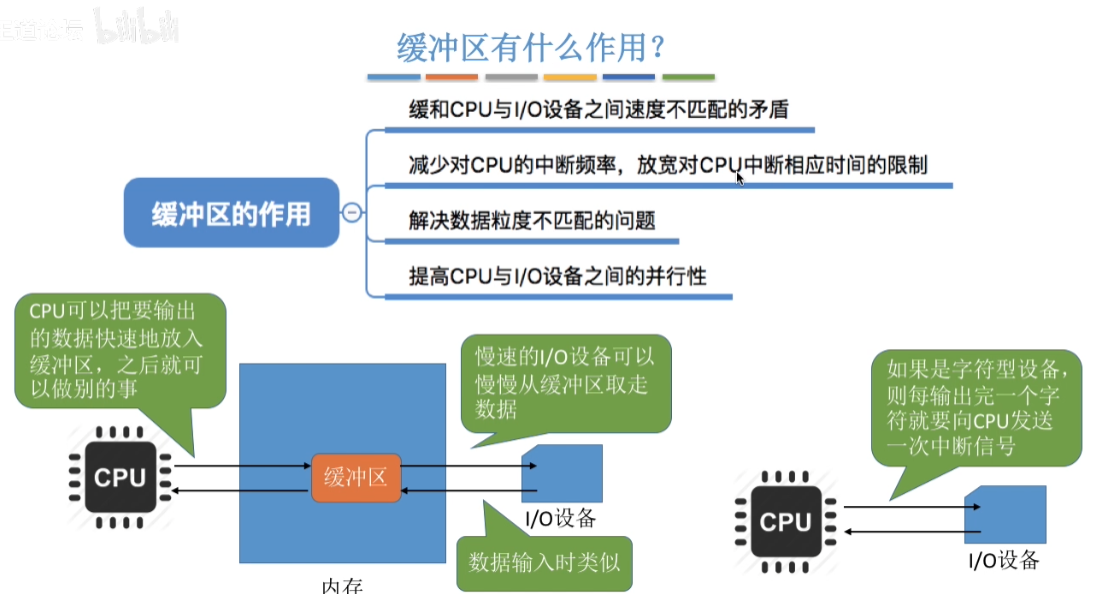 bilibili
缓冲区有什么作用？
缓和CPU与I/O设备之间速度不匹配的矛盾
减少对CPU的中断频率，放宽对CPU中断相应时间的限制
缓冲区的作用
解决数据粒度不匹配的问题
提高CPU与I/O设备之间的并行性
CPU可以把要输出
的数据快速地放入
缓冲区，之后就可
以做别的事
慢速的I/O设备可以
慢慢从缓冲区取走
数据
如果是字符型设备，
则每输出完一个字
符就要向CPU发送
一次中断信号
CPU
缓冲区
I/O设备
数据输入时类似
内存
CPU
I/O设备